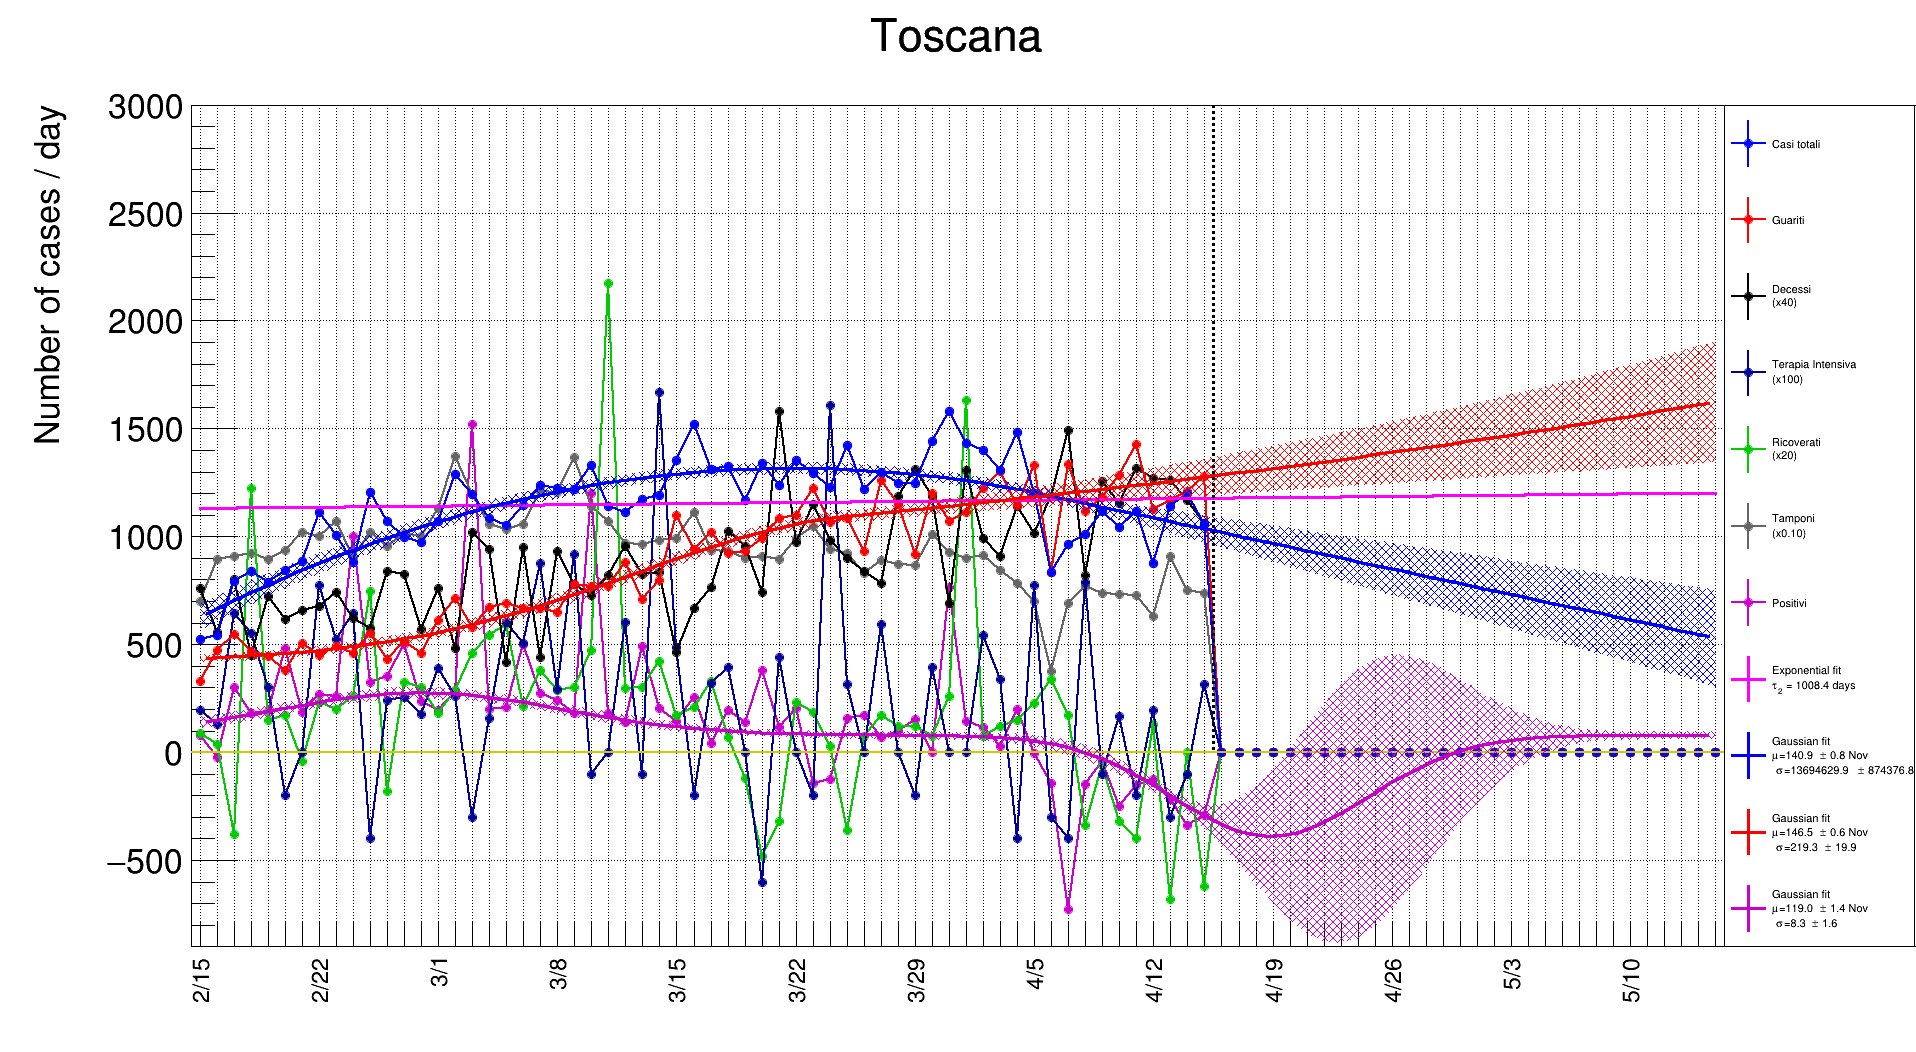 Toscana
Number of cases / day
3000
2500
2000
1500
1000
500
0
−500
2/15
2/22
3/1
3/8
3/15
3/22
3/29
4/5
4/12
4/19
4/26
5/3
5/10
Casi totali
Guariti
Decessi
(x40)
Terapia Intensiva
(x100)
Ricoverati
(x20)
Tamponi
(x0.10)
Positivi
Exponential fit
τ2 = 1008.4 days
Gaussian fit
μ=140.9 ± 0.8 Nov
σ=13694629.9 ± 874376.8
Gaussian fit
μ=146.5 ± 0.6 Nov
σ=219.3 ± 19.9
Gaussian fit
μ=119.0 ± 1.4 Nov
σ=8.3 ± 1.6